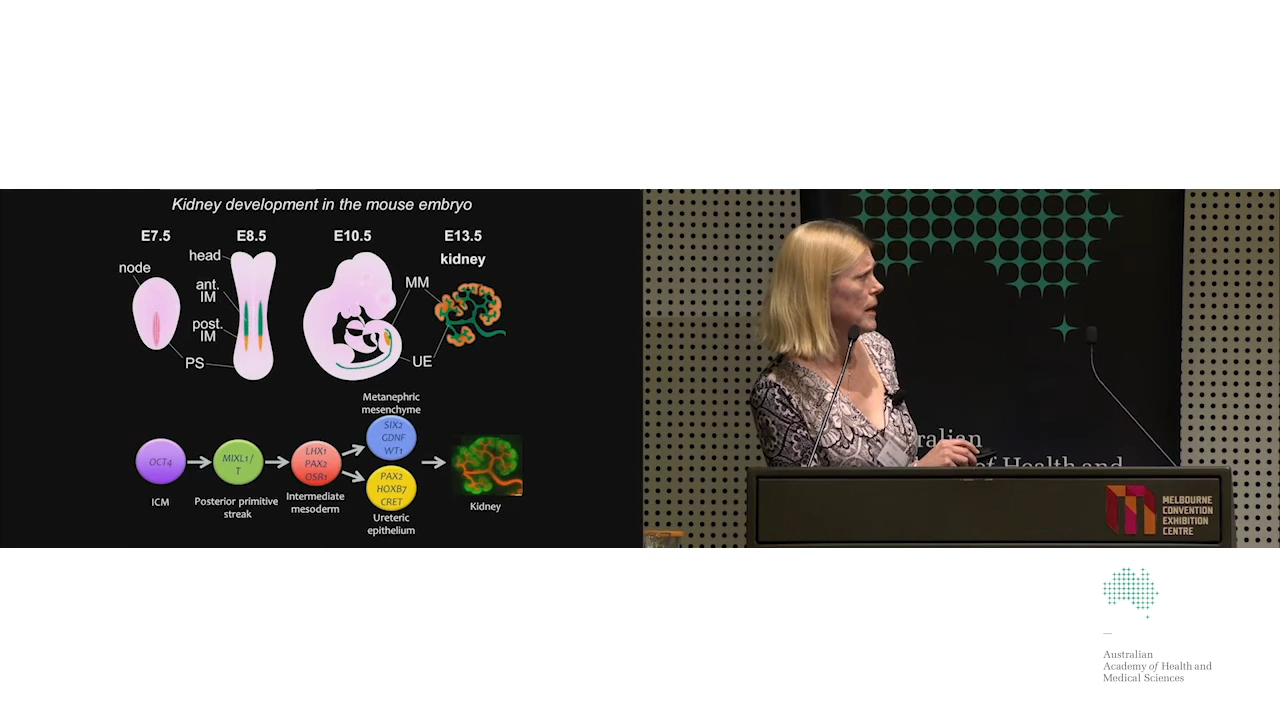 Kidney development in the mouse embryo
E7.5
E8.5
E10.5
E13.5
kidney
node
head
ant.
IM
post.
IM
PS
MM
UE
Metanephric
mesenchyme
SIX2
GDNF
WT1
OCT4
MIXL1/
T
LHX1
PAX2
OSR1
PAX2
HOXB7
CRET
ICM
Posterior primitive
streak
Intermediate
mesoderm
Ureteric
epithelium
Kidney
of Health and
MELBOURNE
CONVENTION
EXHIBITION
CENTRE
Australian
Academy of Health and
Medical Sciences